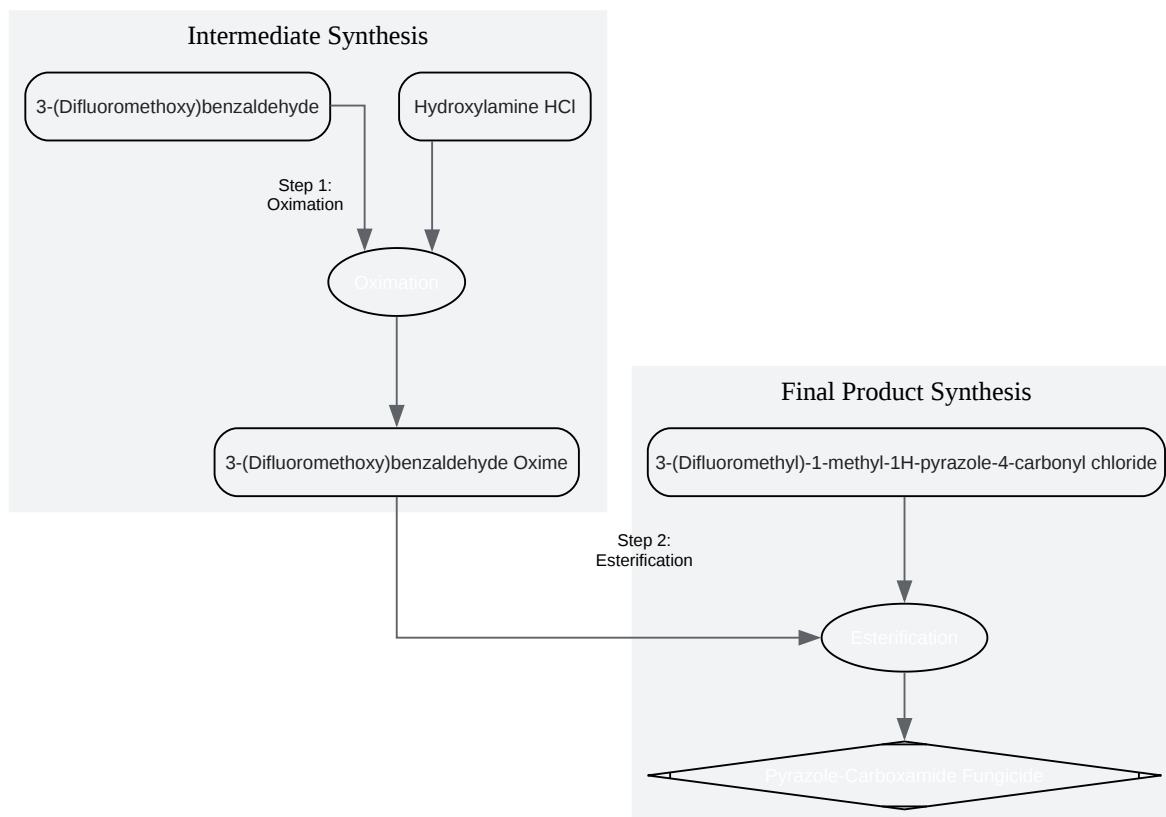 Intermediate Synthesis
3-(Difluoromethoxy)benzaldehyde
Hydroxylamine HCl
Step 1:
Oximation
Oximation
3-(Difluoromethoxy)benzaldehyde Oxime
Final Product Synthesis
3-(Difluoromethyl)-1-methyl-1H-pyrazole-4-carbonyl chloride
Step 2:
Esterification
Esterification
Pyrazole-Carboxamide Fungicide